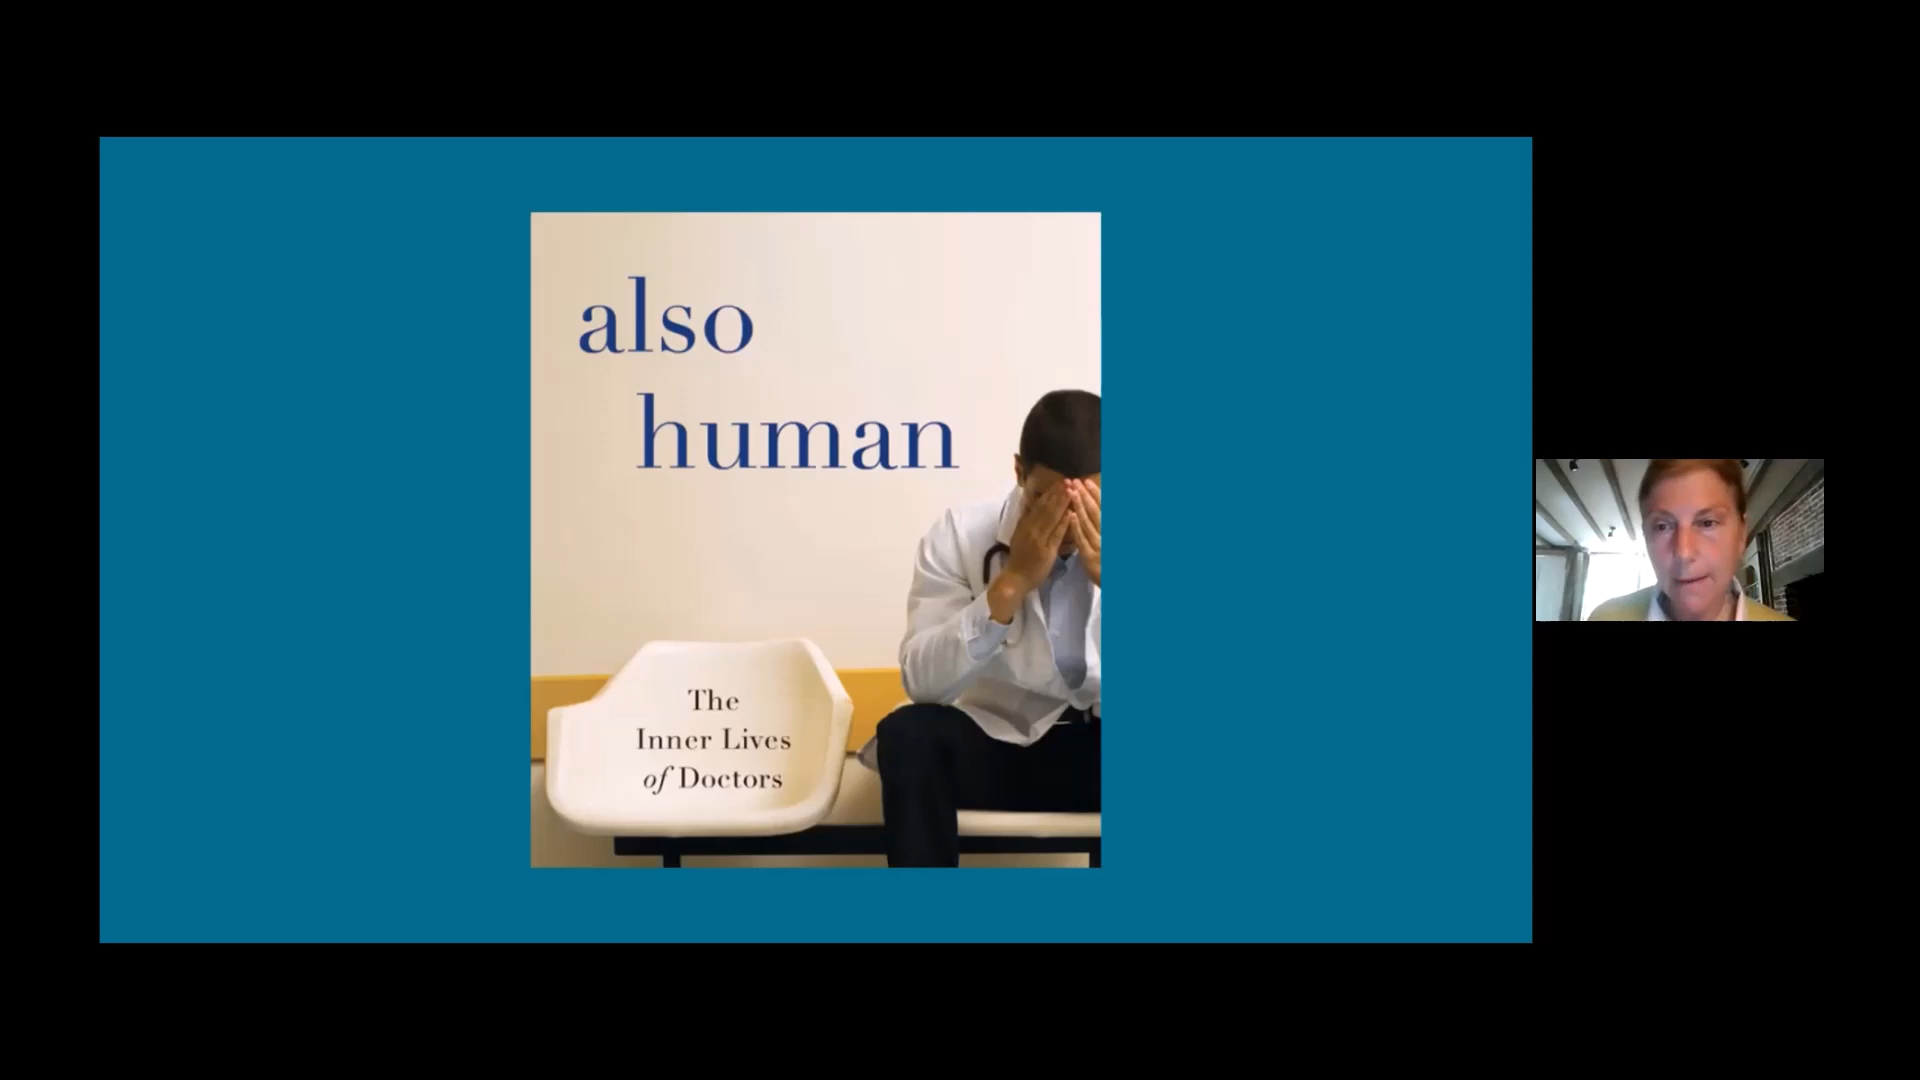 also
human
The
Inner Lives
of Doctors